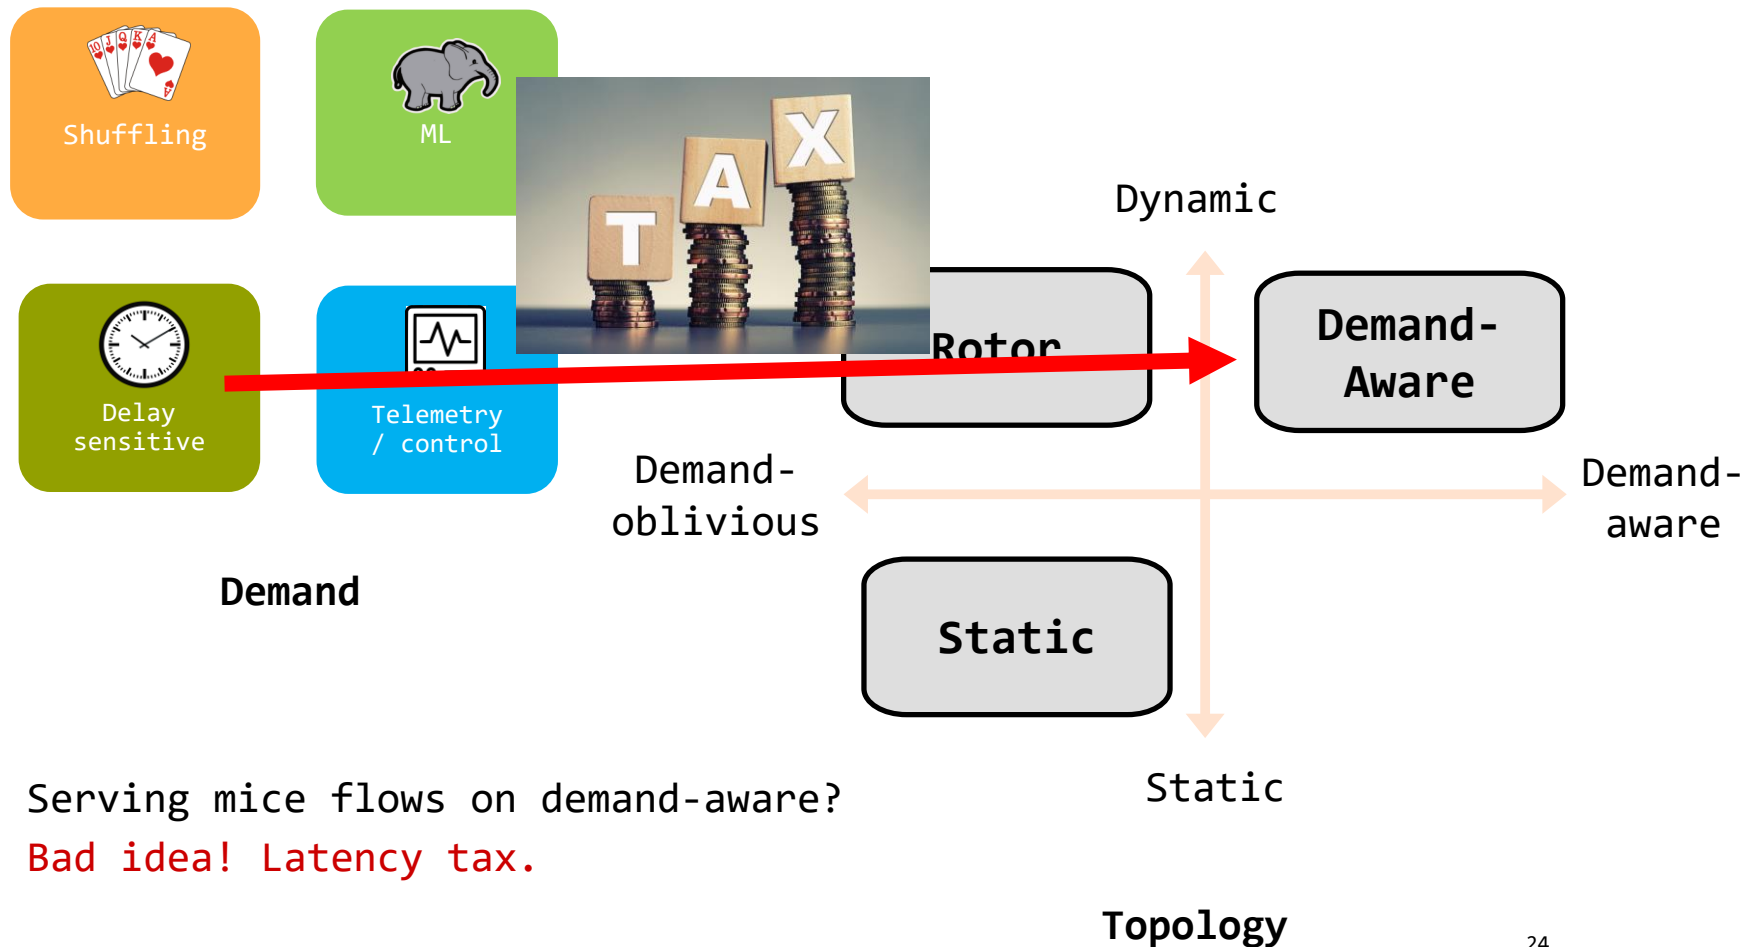 10 J Q K A
A
Shuffling
ML
T A X
Dynamic
Rotor
Demand-
Aware
Delay
sensitive
Telemetry
/ control
Demand-
oblivious
Demand-
aware
Demand
Static
Static
Serving mice flows on demand-aware?
Bad idea! Latency tax.
Topology
24